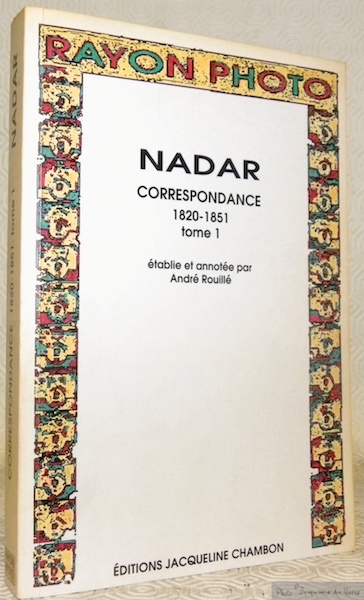 RAYON PHOTO
NADAR
CORRESPONDANCE
1820-1851
tome 1
établie et annotée par
André Rouillé
ÉDITIONS JACQUELINE CHAMBON
CORRESPONDANCE 1820-1851 tome 1 NADAR
Photo